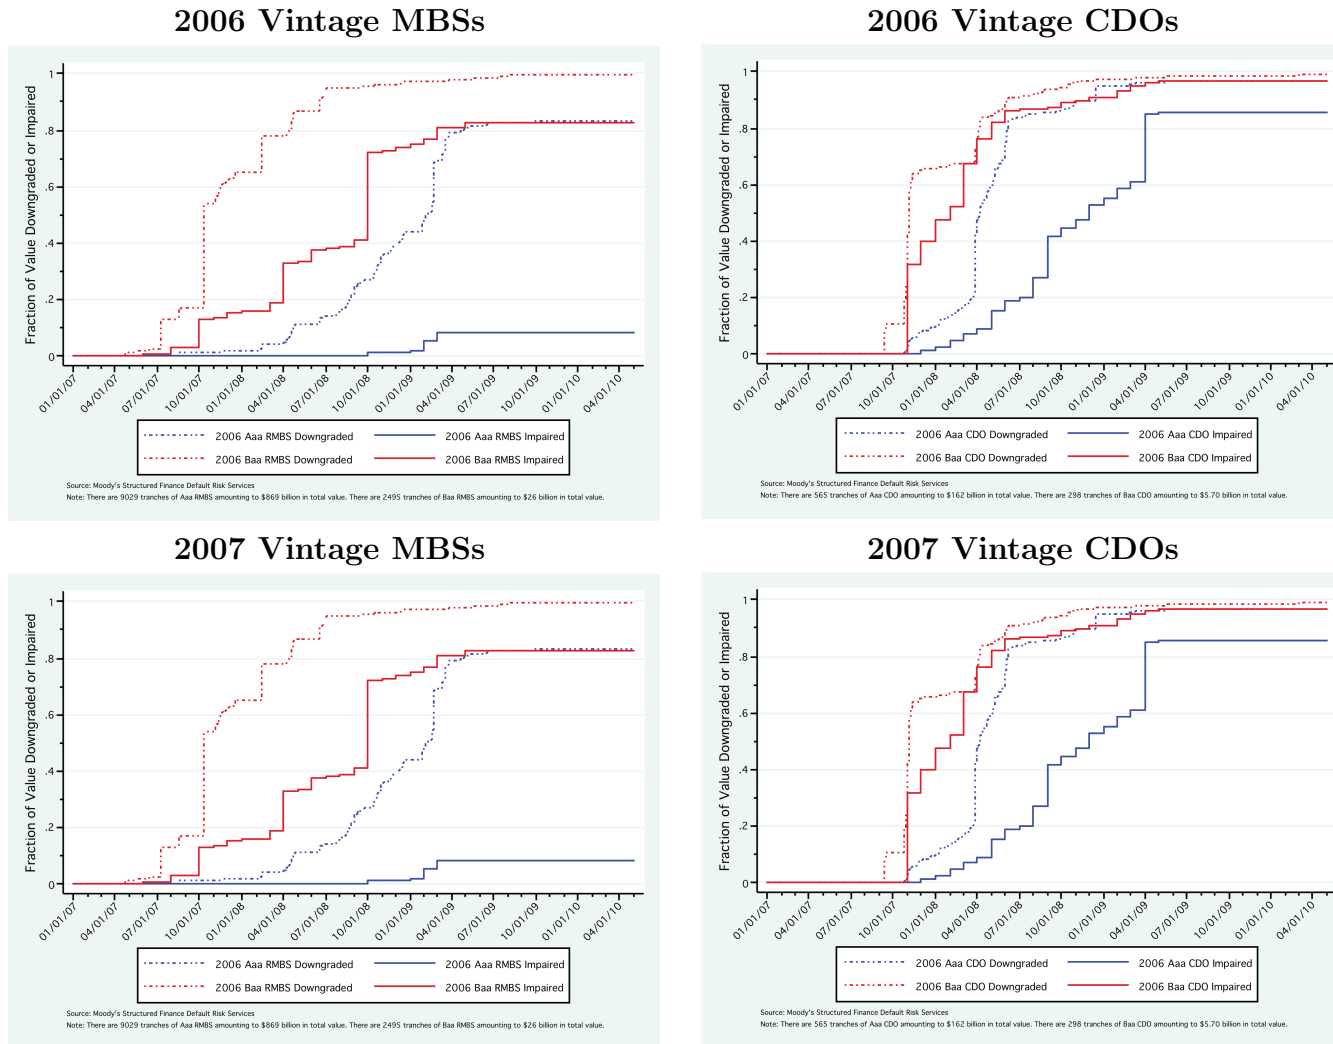 2006 Vintage MBSs
Fraction of Value Downgraded or Impaired
1
.8
.6
.4
.2
0
01/01/07
04/01/07
07/01/07
10/01/07
01/01/08
04/01/08
07/01/08
10/01/08
01/01/09
04/01/09
07/01/09
10/01/09
01/01/10
04/01/10
2006 Aaa RMBS Downgraded
2006 Aaa RMBS Impaired
2006 Baa RMBS Downgraded
2006 Baa RMBS Impaired
Source: Moody's Structured Finance Default Risk Services
Note: There are 9029 tranches of Aaa RMBS amounting to $869 billion in total value. There are 2495 tranches of Baa RMBS amounting to $26 billion in total value.
2006 Vintage CDOs
Fraction of Value Downgraded or Impaired
1
.8
.6
.4
.2
0
01/01/07
04/01/07
07/01/07
10/01/07
01/01/08
04/01/08
07/01/08
10/01/08
01/01/09
04/01/09
07/01/09
10/01/09
01/01/10
04/01/10
2006 Aaa CDO Downgraded
2006 Aaa CDO Impaired
2006 Baa CDO Downgraded
2006 Baa CDO Impaired
Source: Moody's Structured Finance Default Risk Services
Note: There are 565 tranches of Aaa CDO amounting to $162 billion in total value. There are 298 tranches of Baa CDO amounting to $5.70 billion in total value.
2007 Vintage MBSs
Fraction of Value Downgraded or Impaired
1
.8
.6
.4
.2
0
01/01/07
04/01/07
07/01/07
10/01/07
01/01/08
04/01/08
07/01/08
10/01/08
01/01/09
04/01/09
07/01/09
10/01/09
01/01/10
04/01/10
2006 Aaa RMBS Downgraded
2006 Aaa RMBS Impaired
2006 Baa RMBS Downgraded
2006 Baa RMBS Impaired
Source: Moody's Structured Finance Default Risk Services
Note: There are 9029 tranches of Aaa RMBS amounting to $869 billion in total value. There are 2495 tranches of Baa RMBS amounting to $26 billion in total value.
2007 Vintage CDOs
Fraction of Value Downgraded or Impaired
1
.8
.6
.4
.2
0
01/01/07
04/01/07
07/01/07
10/01/07
01/01/08
04/01/08
07/01/08
10/01/08
01/01/09
04/01/09
07/01/09
10/01/09
01/01/10
04/01/10
2006 Aaa CDO Downgraded
2006 Aaa CDO Impaired
2006 Baa CDO Downgraded
2006 Baa CDO Impaired
Source: Moody's Structured Finance Default Risk Services
Note: There are 565 tranches of Aaa CDO amounting to $162 billion in total value. There are 298 tranches of Baa CDO amounting to $5.70 billion in total value.